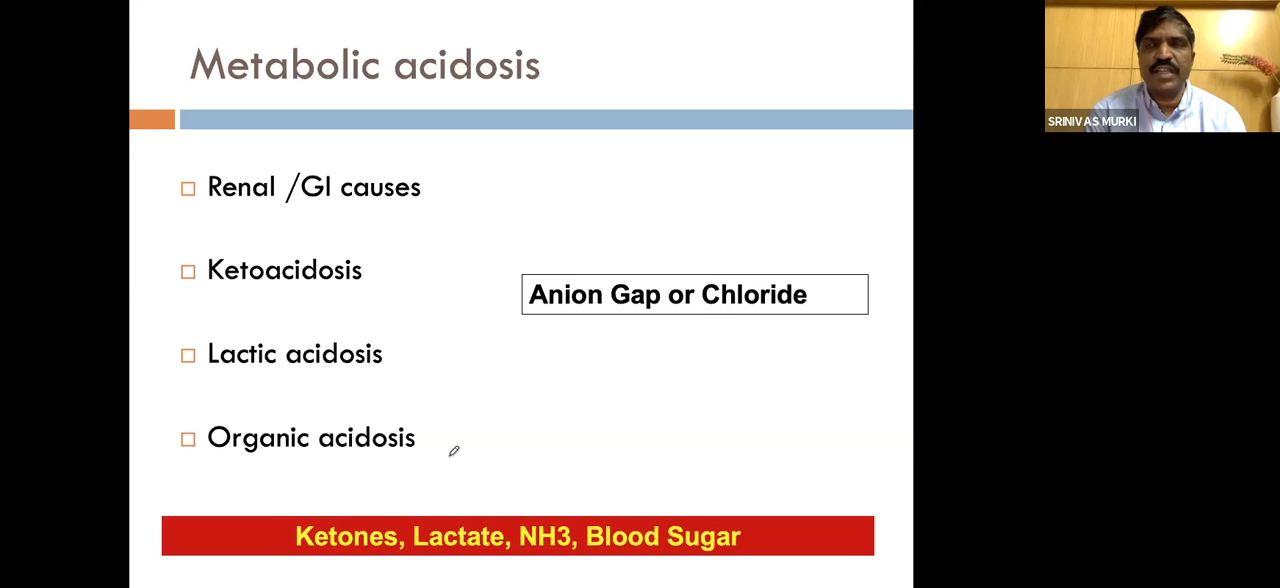 Metabolic acidosis
SRINIVAS MURKI
Renal /GI causes
Ketoacidosis
Anion Gap or Chloride
Lactic acidosis
Organic acidosis
Ketones, Lactate, NH3, Blood Sugar